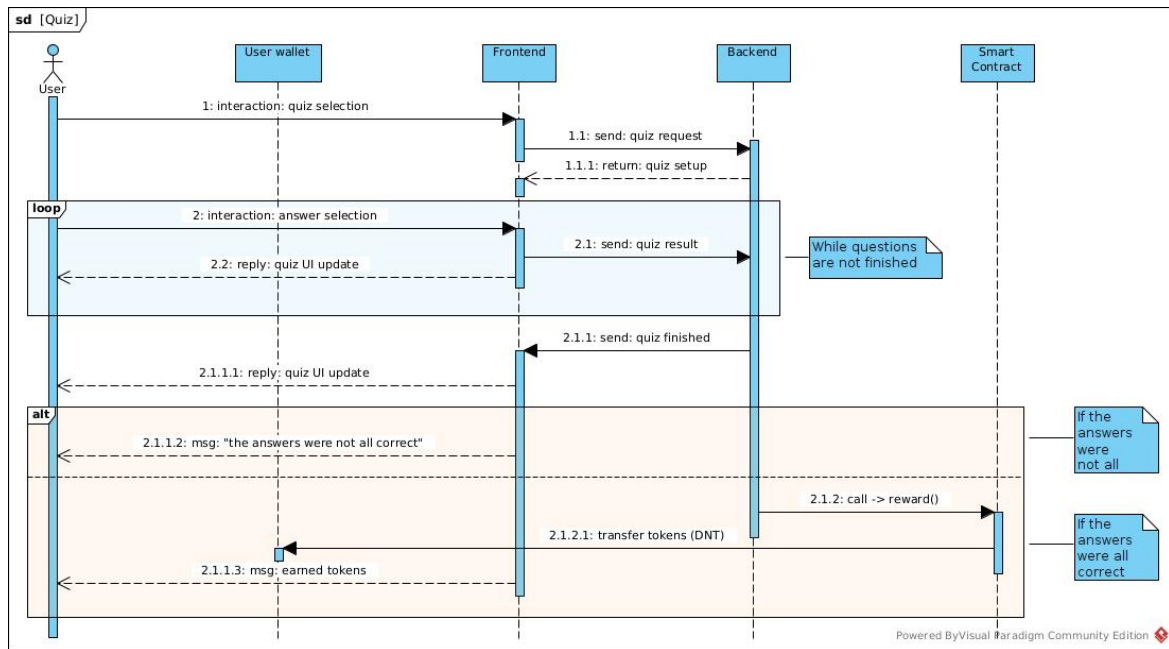 sd [Quiz]
User
User wallet
Frontend
Backend
Smart
Contract
1: interaction: quiz selection
1.1: send: quiz request
1.1.1: return: quiz setup
loop
2: interaction: answer selection
2.1: send: quiz result
2.2: reply: quiz UI update
While questions
are not finished
2.1.1: send: quiz finished
2.1.1.1: reply: quiz UI update
alt
2.1.1.2: msg: "the answers were not all correct"
If the
answers
were
not all
2.1.2: call -> reward()
2.1.2.1: transfer tokens (DNT)
2.1.1.3: msg: earned tokens
If the
answers
were all
correct
Powered ByVisual Paradigm Community Edition